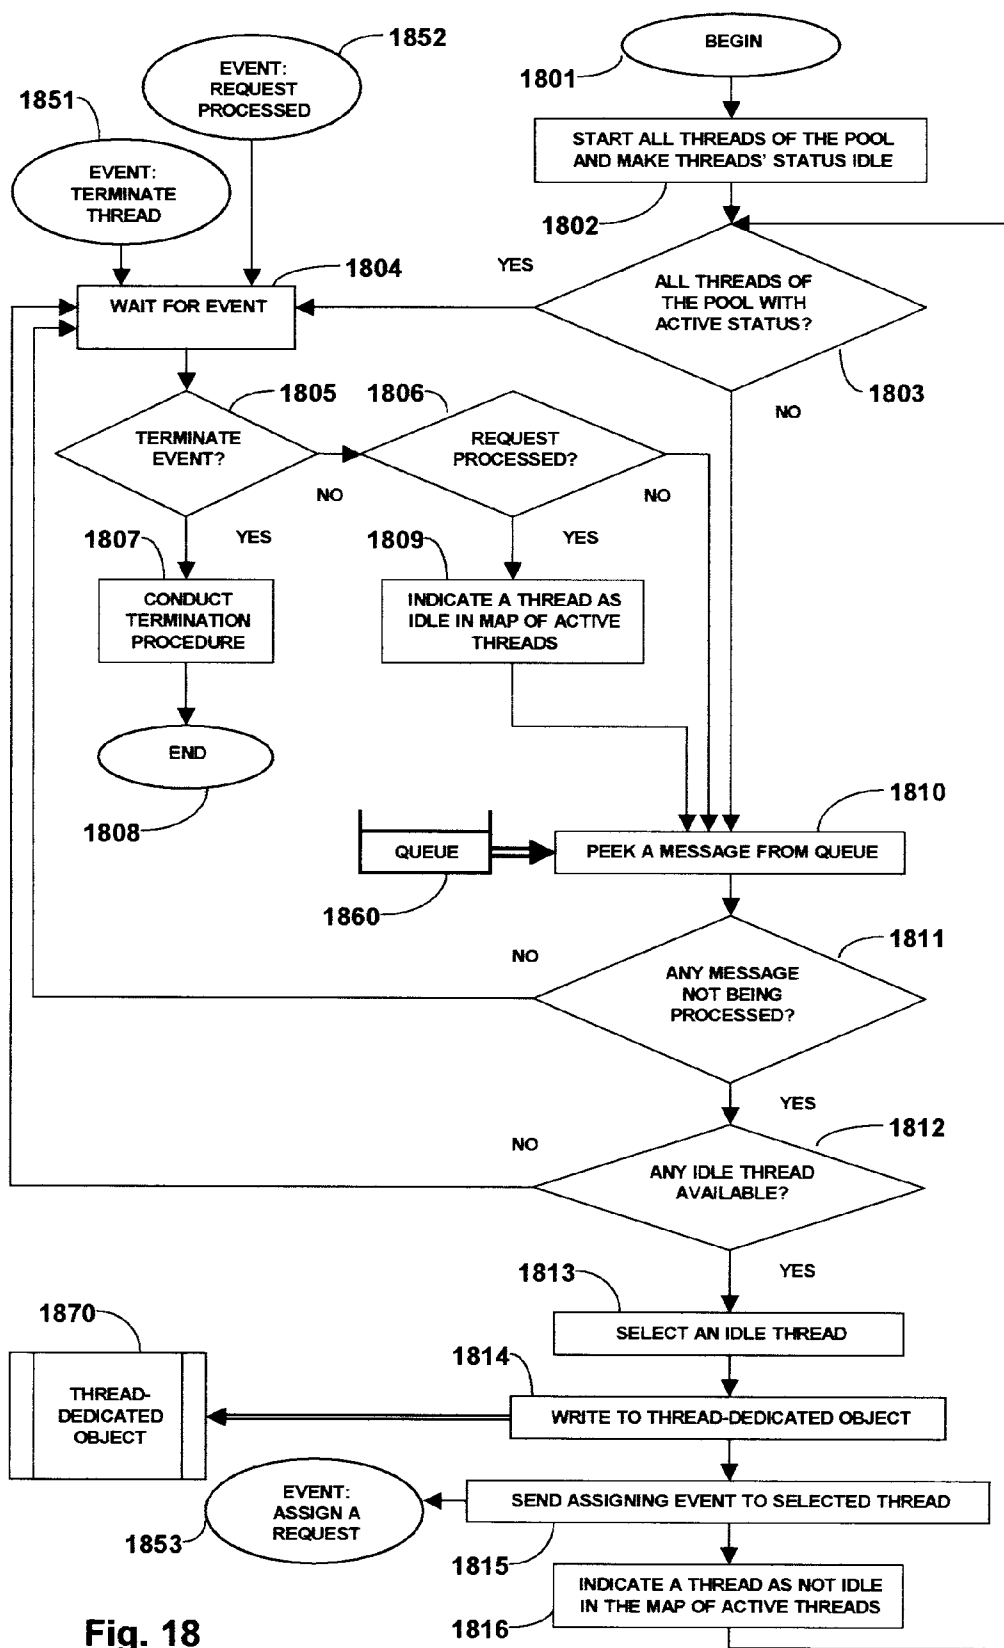 1852
BEGIN
EVENT:
REQUEST
PROCESSED
1801
1851
START ALL THREADS OF THE POOL
AND MAKE THREADS' STATUS IDLE
EVENT:
TERMINATE
THREAD
1802
1804
YES
WAIT FOR EVENT
ALL THREADS OF
THE POOL WITH
ACTIVE STATUS?
1803
1805
1806
NO
TERMINATE
EVENT?
REQUEST
PROCESSED?
NO
NO
YES
YES
1807
1809
CONDUCT
TERMINATION
PROCEDURE
INDICATE A THREAD AS
IDLE IN MAP OF ACTIVE
THREADS
END
1808
1810
QUEUE
PEEK A MESSAGE FROM QUEUE
1860
1811
NO
ANY MESSAGE
NOT BEING
PROCESSED?
YES
1812
NO
ANY IDLE THREAD
AVAILABLE?
YES
1813
1870
SELECT AN IDLE THREAD
1814
THREAD-
DEDICATED
OBJECT
WRITE TO THREAD-DEDICATED OBJECT
EVENT:
ASSIGN A
REQUEST
SEND ASSIGNING EVENT TO SELECTED THREAD
1853
1815
INDICATE A THREAD AS NOT IDLE
IN THE MAP OF ACTIVE THREADS
1816
Fig. 18